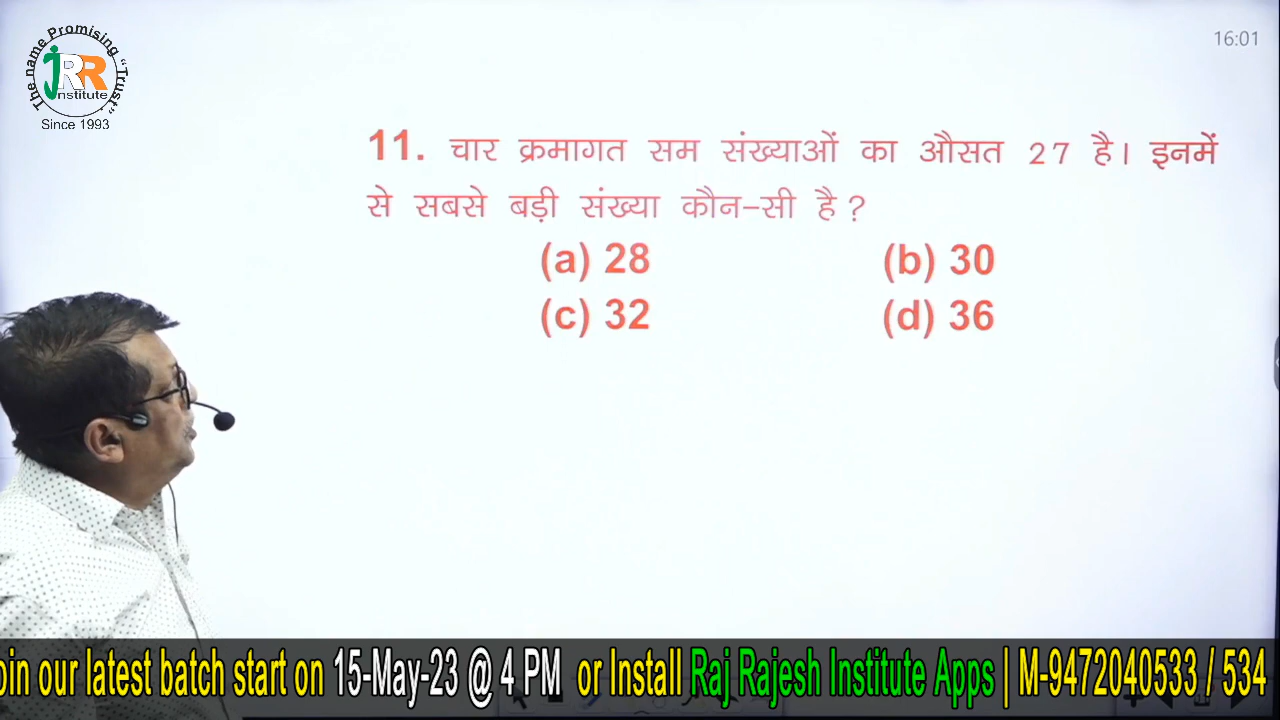 The name Promising "Trust"
jRR
institute
Since 1993
16:01
11. चार क्रमागत सम संख्याओं का औसत 27 है। इनमें
से सबसे बड़ी संख्या कौन-सी है?
(a) 28 (b) 30
(c) 32 (d) 36
oin our latest batch start on 15-May-23 @ 4 PM or Install Raj Rajesh Institute Apps | M-9472040533 / 534